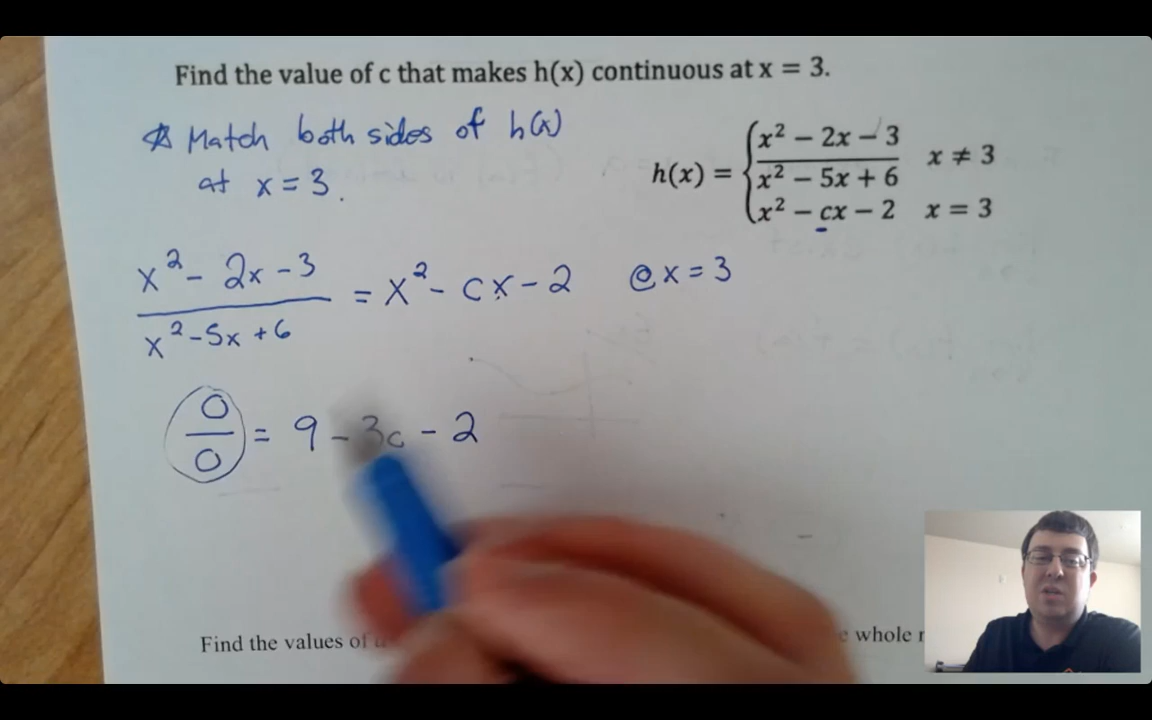 Find the value of c that makes h(x) continuous at x = 3.
☆ Match both sides of h(x)
at x = 3.
h(x) = { (x² − 2x − 3)/(x² − 5x + 6)   x ≠ 3
x² − cx − 2   x = 3
(x² - 2x - 3)/(x² - 5x + 6) = x² - cx - 2   @ x = 3
0/0 = 9 - 3c - 2
Find the values of
whole